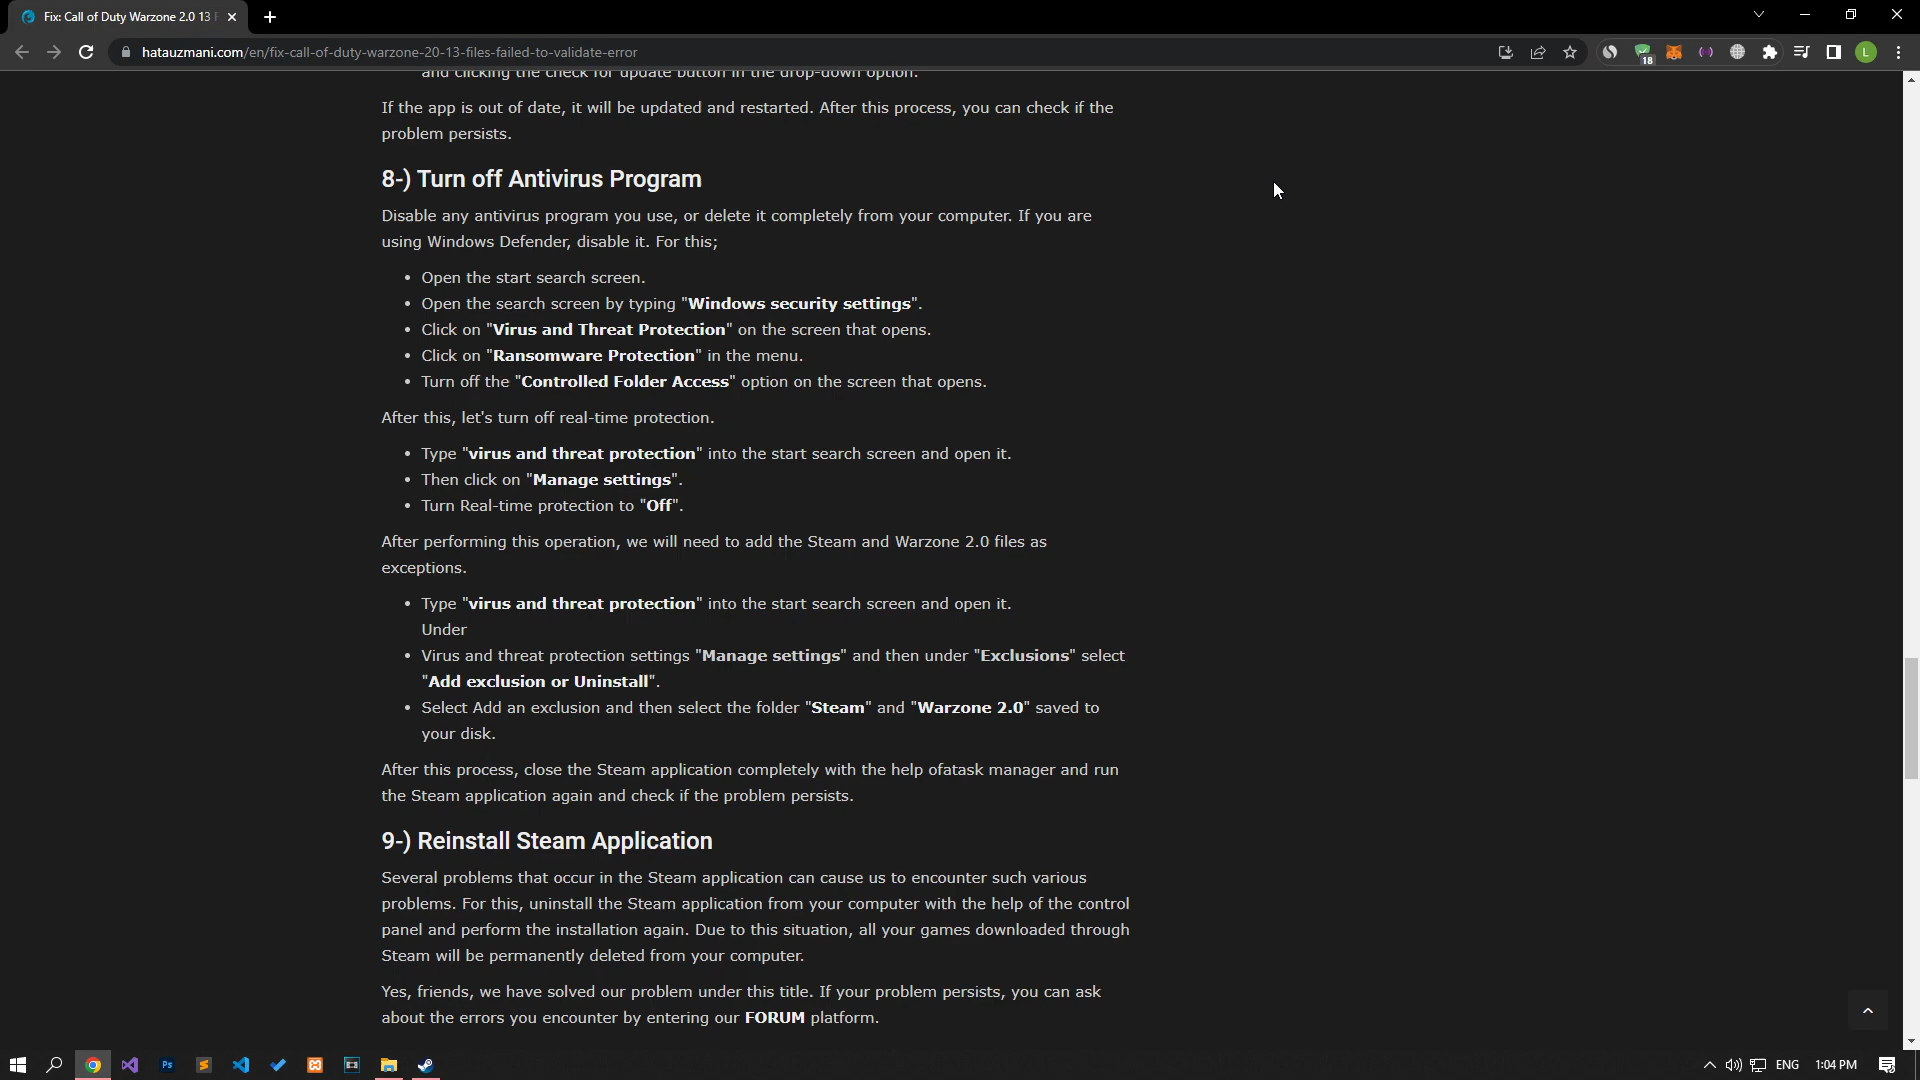 Fix: Call of Duty Warzone 2.0 13 F
hatauzmani.com/en/fix-call-of-duty-warzone-20-13-files-failed-to-validate-error
18
L
and clicking the check for update button in the drop-down option.
If the app is out of date, it will be updated and restarted. After this process, you can check if the
problem persists.
8-) Turn off Antivirus Program
Disable any antivirus program you use, or delete it completely from your computer. If you are
using Windows Defender, disable it. For this;
• Open the start search screen.
• Open the search screen by typing "Windows security settings".
• Click on "Virus and Threat Protection" on the screen that opens.
• Click on "Ransomware Protection" in the menu.
• Turn off the "Controlled Folder Access" option on the screen that opens.
After this, let's turn off real-time protection.
• Type "virus and threat protection" into the start search screen and open it.
• Then click on "Manage settings".
• Turn Real-time protection to "Off".
After performing this operation, we will need to add the Steam and Warzone 2.0 files as
exceptions.
• Type "virus and threat protection" into the start search screen and open it.
Under
• Virus and threat protection settings "Manage settings" and then under "Exclusions" select
"Add exclusion or Uninstall".
• Select Add an exclusion and then select the folder "Steam" and "Warzone 2.0" saved to
your disk.
After this process, close the Steam application completely with the help ofatask manager and run
the Steam application again and check if the problem persists.
9-) Reinstall Steam Application
Several problems that occur in the Steam application can cause us to encounter such various
problems. For this, uninstall the Steam application from your computer with the help of the control
panel and perform the installation again. Due to this situation, all your games downloaded through
Steam will be permanently deleted from your computer.
Yes, friends, we have solved our problem under this title. If your problem persists, you can ask
about the errors you encounter by entering our FORUM platform.
Ps
ENG
1:04 PM